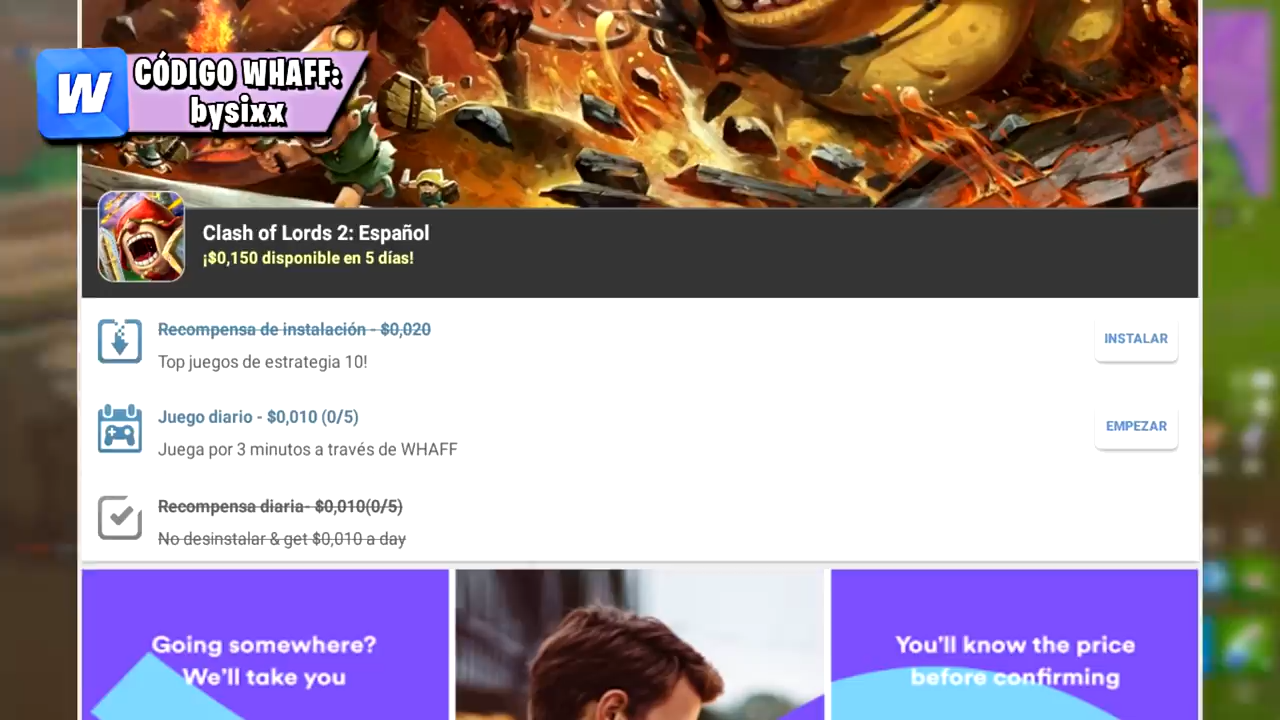 W
CÓDIGO WHAFF:
bysixx
Clash of Lords 2: Español
¡$0,150 disponible en 5 días!
Recompensa de instalación - $0,020
Top juegos de estrategia 10!
INSTALAR
Juego diario - $0,010 (0/5)
Juega por 3 minutos a través de WHAFF
EMPEZAR
Recompensa diaria- $0,010(0/5)
No desinstalar & get $0,010 a day
Going somewhere?
We'll take you
You'll know the price
before confirming